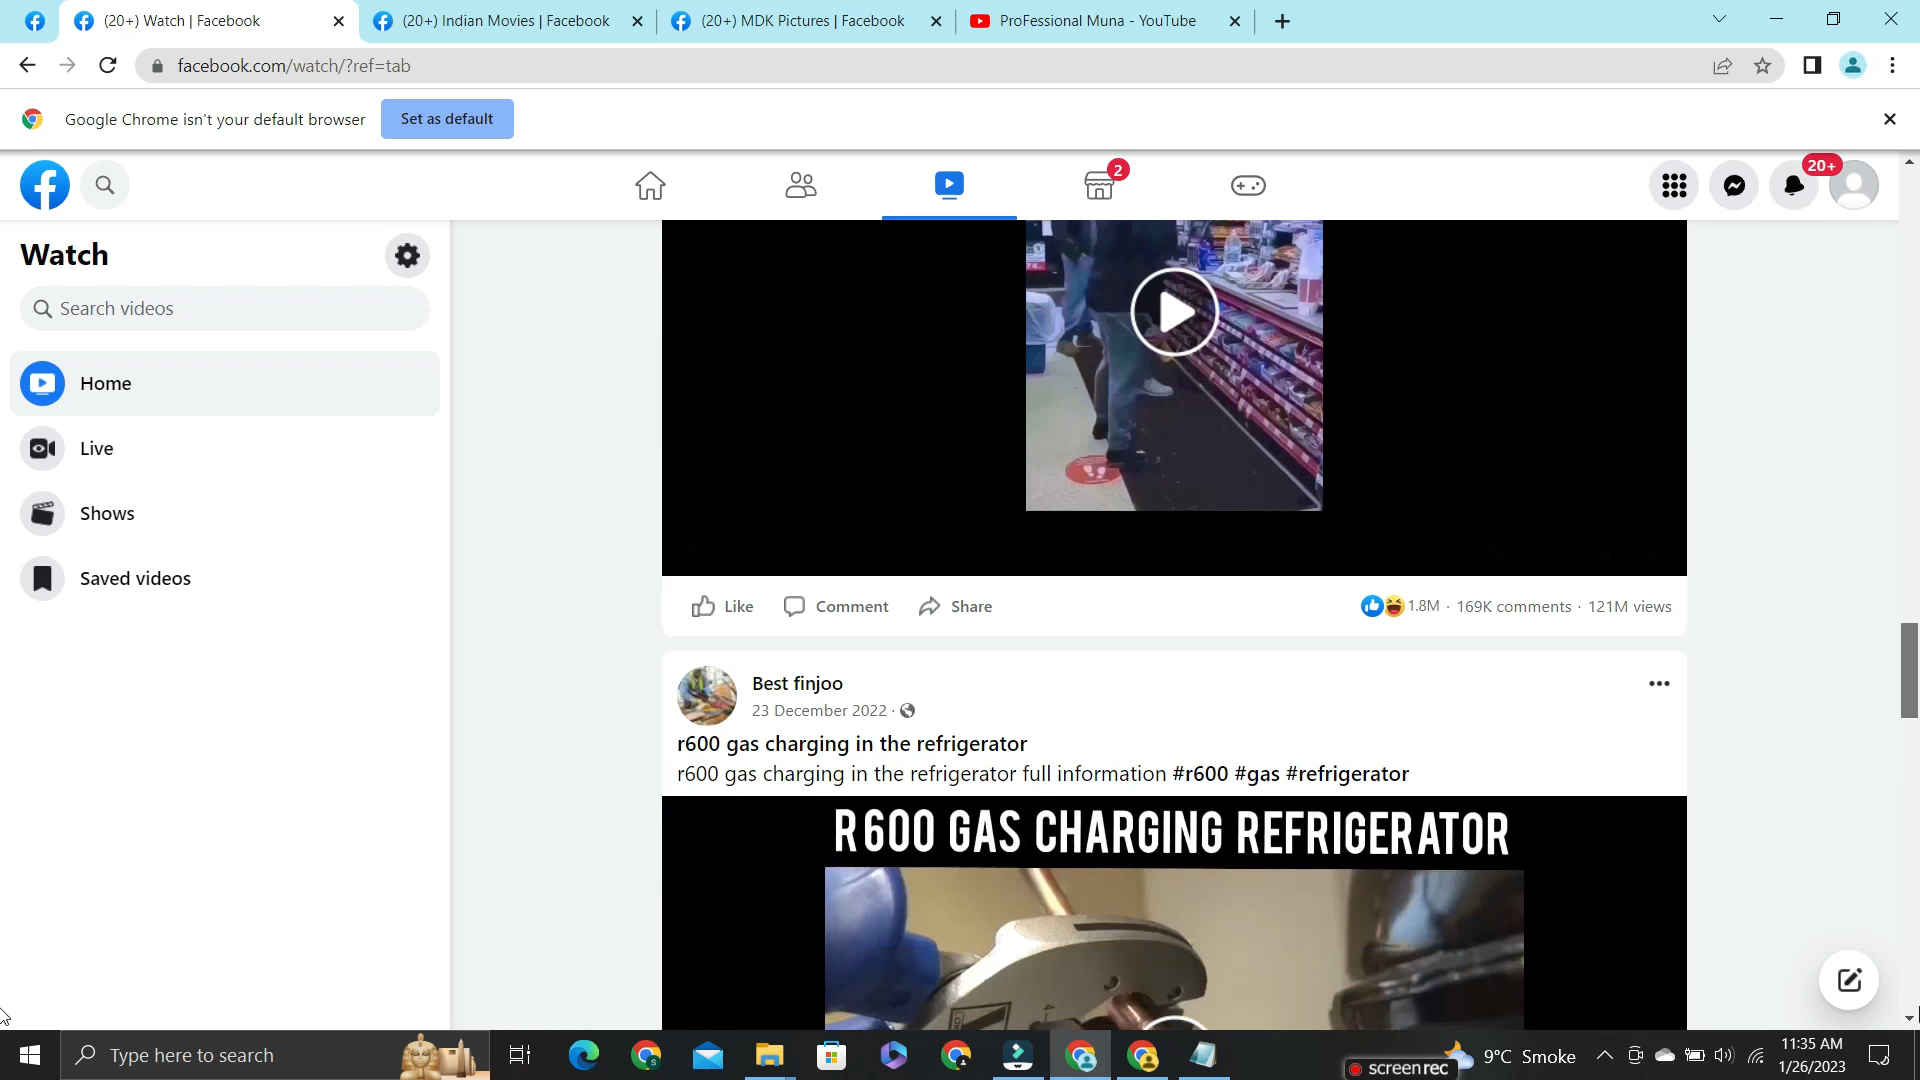 (20+) Watch | Facebook
(20+) Indian Movies | Facebook
(20+) MDK Pictures | Facebook
ProFessional Muna - YouTube
facebook.com/watch/?ref=tab
Google Chrome isn't your default browser
Set as default
2
20+
Watch
Search videos
Home
Live
Shows
Saved videos
Like
Comment
Share
1.8M · 169K comments · 121M views
Best finjoo
23 December 2022 ·
r600 gas charging in the refrigerator
r600 gas charging in the refrigerator full information #r600 #gas #refrigerator
R600 GAS CHARGING REFRIGERATOR
Type here to search
screenrec
9°C Smoke
11:35 AM
1/26/2023